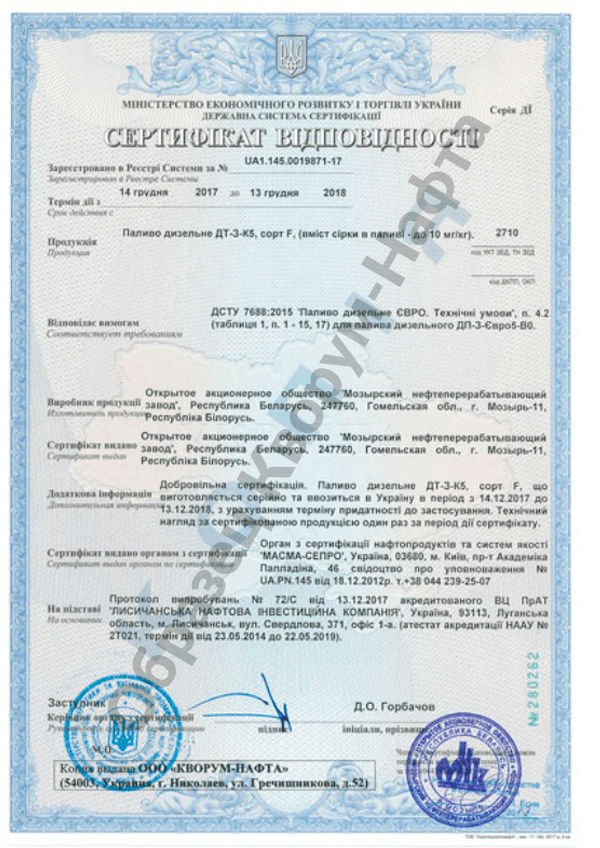 МІНІСТЕРСТВО ЕКОНОМІЧНОГО РОЗВИТКУ І ТОРГІВЛІ УКРАЇНИ
ДЕРЖАВНА СИСТЕМА СЕРТИФІКАЦІЇ
Серія ДІ
СЕРТИФІКАТ ВІДПОВІДНОСТІ
Зареєстровано в Реєстрі Системи за № UA1.145.0019871-17
Зарегистрирован в Реестре Системы
Термін дії з 14 грудня 2017 до 13 грудня 2018
Срок действия с
Продукція Паливо дизельне ДТ-З-К5, сорт F, (вміст сірки в паливі - до 10 мг/кг). 2710
Продукция
код УКТ ЗЕД, ТН ВЭД
код ДКПП, ОКП
ДСТУ 7688:2015 'Паливо дизельне ЄВРО. Технічні умови', п. 4.2
Відповідає вимогам (таблиця 1, п. 1 - 15, 17) для палива дизельного ДП-З-Євро5-В0.
Соответствует требованиям
Виробник продукції Открытое акционерное общество 'Мозырский нефтеперерабатывающий
Изготовитель продукции завод', Республика Беларусь, 247760, Гомельская обл., г. Мозырь-11,
Республіка Білорусь.
Сертифікат видано Открытое акционерное общество 'Мозырский нефтеперерабатывающий
Сертификат выдан завод', Республика Беларусь, 247760, Гомельская обл., г. Мозырь-11,
Республіка Білорусь.
Добровільна сертифікація. Паливо дизельне ДТ-З-К5, сорт F, що
Додаткова інформація виготовляється серійно та ввозиться в Україну в період з 14.12.2017 до
Дополнительная информация 13.12.2018, з урахуванням терміну придатності до застосування. Технічний
нагляд за сертифікованою продукцією один раз за період дії сертифікату.
Орган з сертифікації нафтопродуктів та систем якості
Сертифікат видано органом з сертифікації 'МАСМА-СЕПРО', Україна, 03680, м. Київ, пр-т Академіка
Сертификат выдан органом по сертификации Палладіна, 46 свідоцтво про уповноваження №
UA.PN.145 від 18.12.2012р. т.+38 044 239-25-07
Протокол випробувань № 72/С від 13.12.2017 акредитованого ВЦ ПрАТ
На підставі 'ЛИСИЧАНСЬКА НАФТОВА ІНВЕСТИЦІЙНА КОМПАНІЯ', Україна, 93113, Луганська
На основании область, м. Лисичанськ, вул. Свердлова, 371, офіс 1-а. (атестат акредитації НААУ №
2Т021, термін дії від 23.05.2014 до 22.05.2019).
№ 280262
Заступник
Керівник органу з сертифікації
Д.О. Горбачов
підпис
ініціали, прізвище
М.П.
Копия выдана ООО «КВОРУМ-НАФТА»
(54003, Украина, г. Николаев, ул. Гречишникова, д.52)
Образец Кворум-Нафта